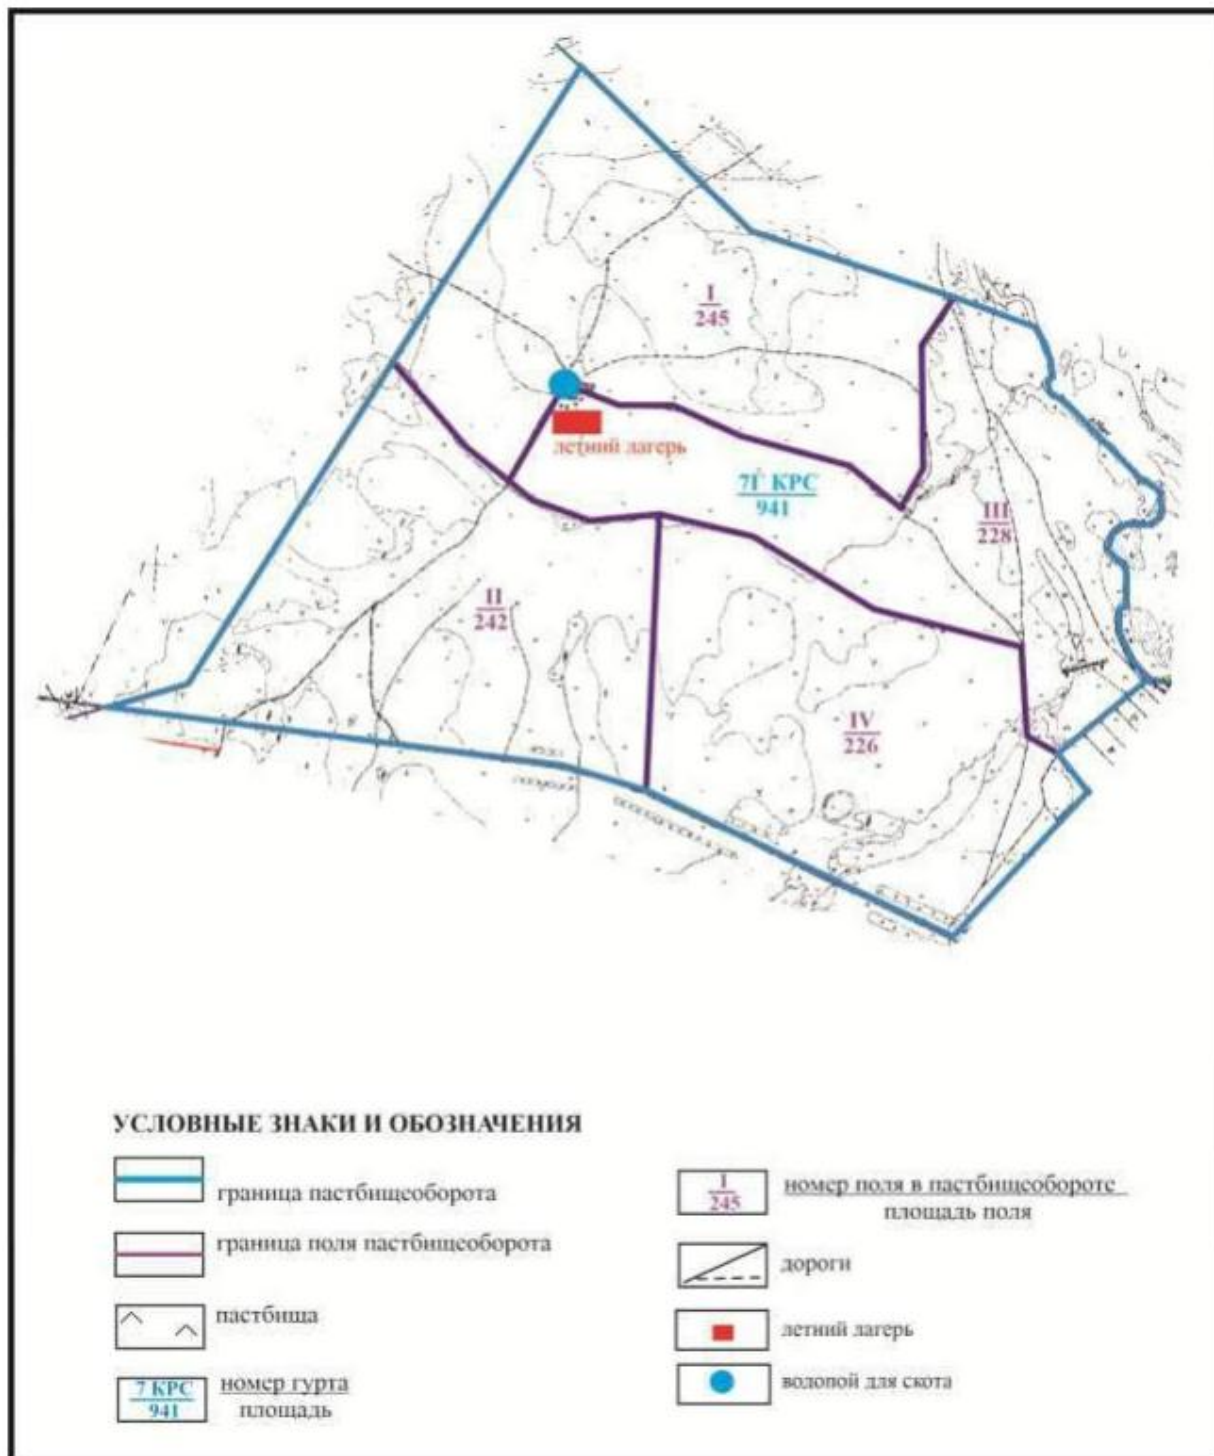 I
245
летний лагерь
7Г КРС
941
III
228
II
242
IV
226
УСЛОВНЫЕ ЗНАКИ И ОБОЗНАЧЕНИЯ
граница пастбищеоборота
граница поля пастбищеоборота
пастбища
7 КРС
941
номер гурта
площадь
I
245
номер поля в пастбищеобороте
площадь поля
дороги
летний лагерь
водопой для скота